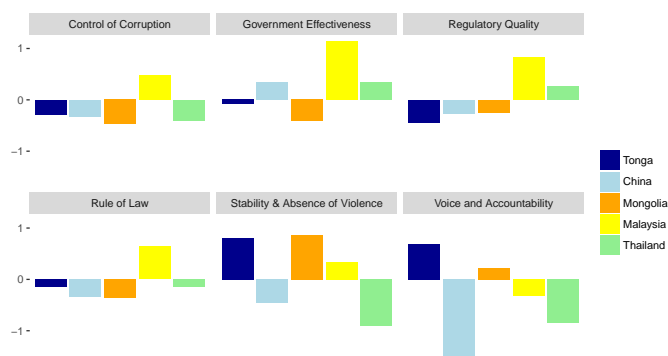 Control of Corruption
Government Effectiveness
Regulatory Quality
1
0
−1
Tonga
China
Mongolia
Malaysia
Thailand
Rule of Law
Stability & Absence of Violence
Voice and Accountability
1
0
−1